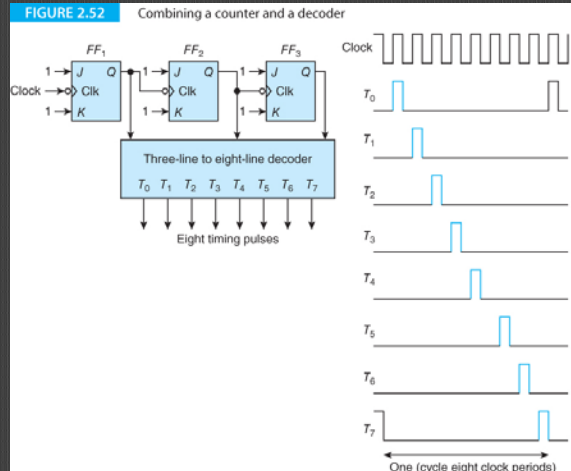 FIGURE 2.52 Combining a counter and a decoder
FF1 FF2 FF3
1 J Q 1 J Q 1 J Q
Clock Clk Clk Clk
1 K 1 K 1 K
Three-line to eight-line decoder
T0 T1 T2 T3 T4 T5 T6 T7
Eight timing pulses
Clock
T0
T1
T2
T3
T4
T5
T6
T7
One (cycle eight clock periods)